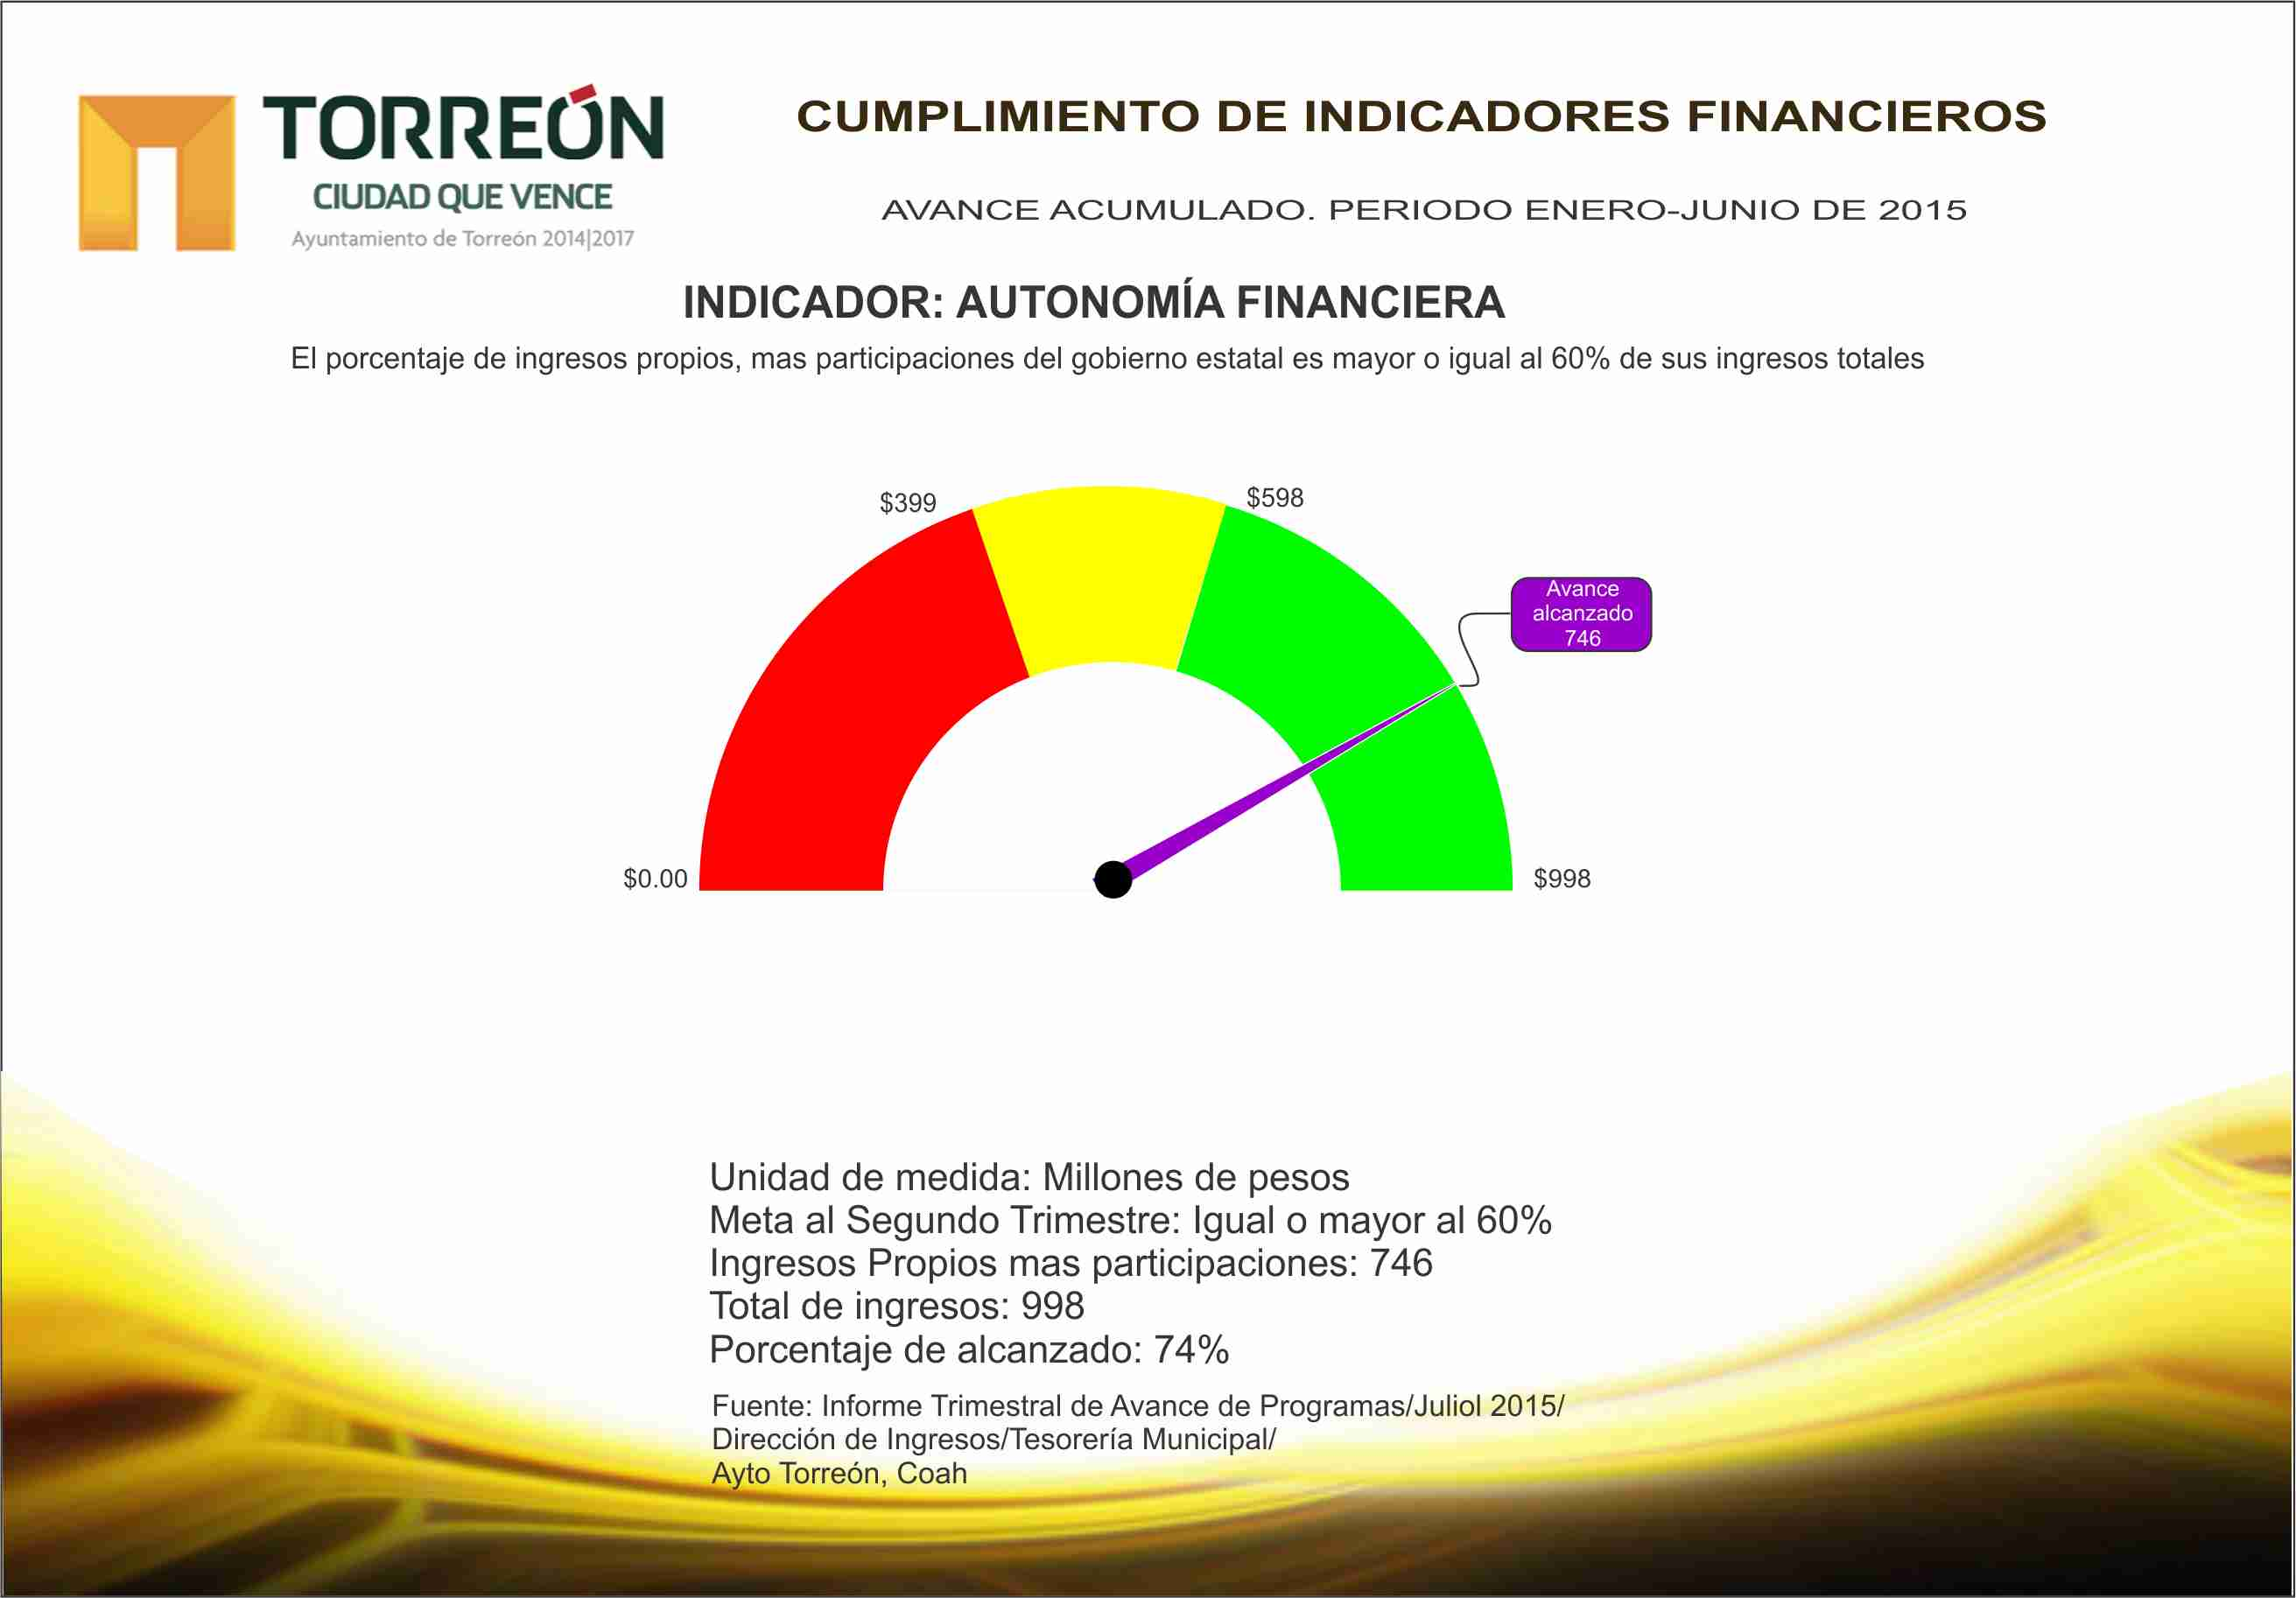 TORREÓN
CIUDAD QUE VENCE
Ayuntamiento de Torreón 2014|2017
CUMPLIMIENTO DE INDICADORES FINANCIEROS
AVANCE ACUMULADO. PERIODO ENERO-JUNIO DE 2015
INDICADOR: AUTONOMÍA FINANCIERA
El porcentaje de ingresos propios, mas participaciones del gobierno estatal es mayor o igual al 60% de sus ingresos totales
$399
$598
Avance
alcanzado
746
$0.00
$998
Unidad de medida: Millones de pesos
Meta al Segundo Trimestre: Igual o mayor al 60%
Ingresos Propios mas participaciones: 746
Total de ingresos: 998
Porcentaje de alcanzado: 74%
Fuente: Informe Trimestral de Avance de Programas/Juliol 2015/
Dirección de Ingresos/Tesorería Municipal/
Ayto Torreón, Coah